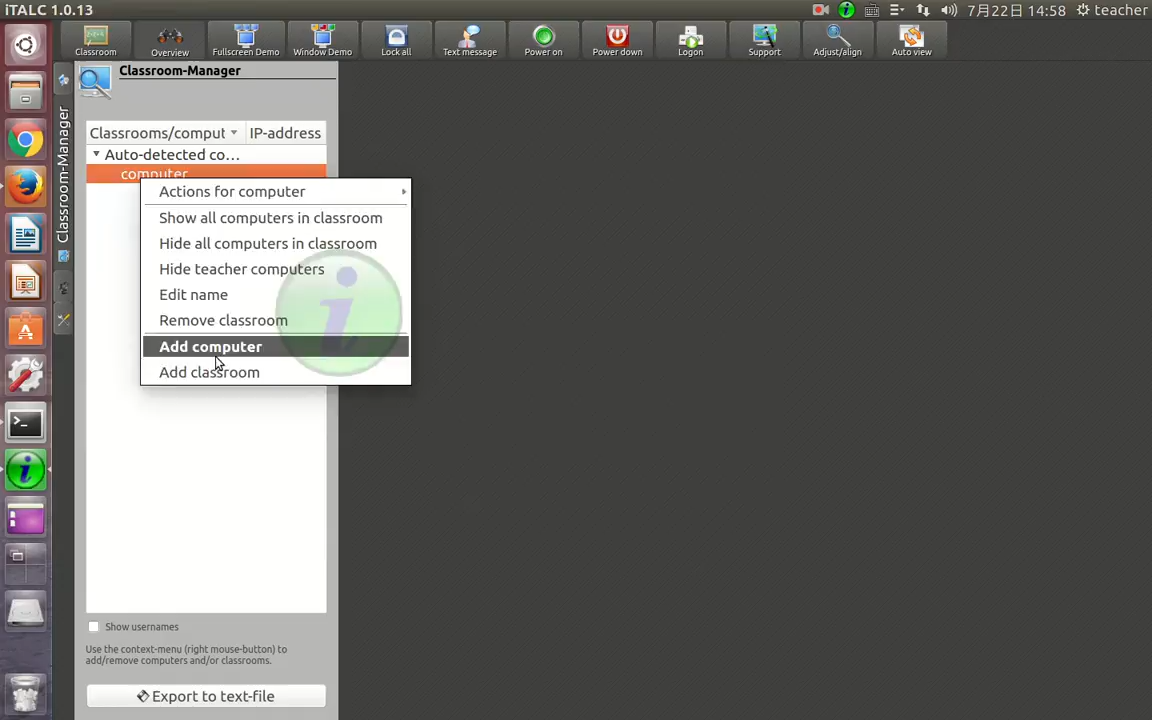 iTALC 1.0.13
7月22日 14:58 teacher
Classroom Overview Fullscreen Demo Window Demo Lock all Text message Power on Power down Logon Support Adjust/align Auto view
Classroom-Manager
Classroom-Manager
Classrooms/comput IP-address
Auto-detected co...
computer
Actions for computer
Show all computers in classroom
Hide all computers in classroom
Hide teacher computers
Edit name
Remove classroom
Add computer
Add classroom
Show usernames
Use the context-menu (right mouse-button) to
add/remove computers and/or classrooms.
Export to text-file